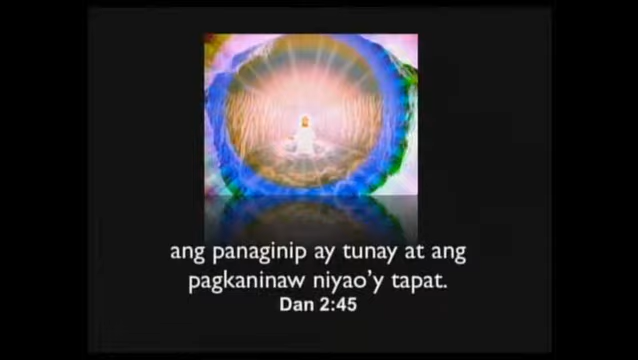 ang panaginip ay tunay at ang
pagkaninaw niyao'y tapat.
Dan 2:45